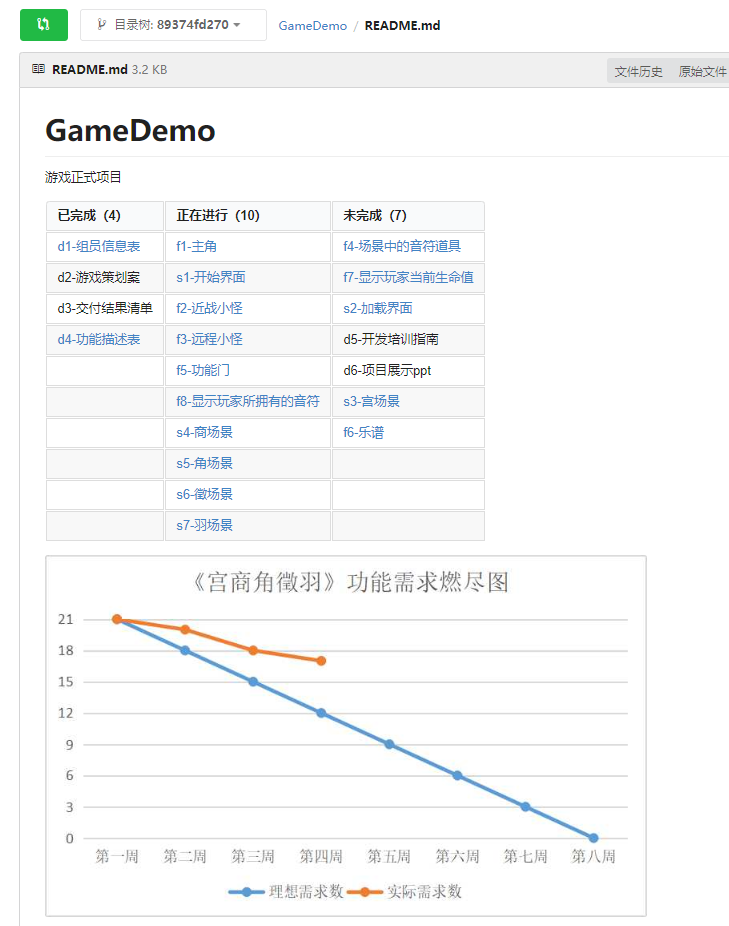 目录树: 89374fd270 GameDemo / README.md
README.md 3.2 KB 文件历史 原始文件
GameDemo
游戏正式项目
已完成（4） 正在进行（10） 未完成（7）
d1-组员信息表 f1-主角 f4-场景中的音符道具
d2-游戏策划案 s1-开始界面 f7-显示玩家当前生命值
d3-交付结果清单 f2-近战小怪 s2-加载界面
d4-功能描述表 f3-远程小怪 d5-开发培训指南
f5-功能门 d6-项目展示ppt
f8-显示玩家所拥有的音符 s3-宫场景
s4-商场景 f6-乐谱
s5-角场景
s6-徵场景
s7-羽场景
《宫商角徵羽》功能需求燃尽图
21
18
15
12
9
6
3
0
第一周 第二周 第三周 第四周 第五周 第六周 第七周 第八周
理想需求数 实际需求数